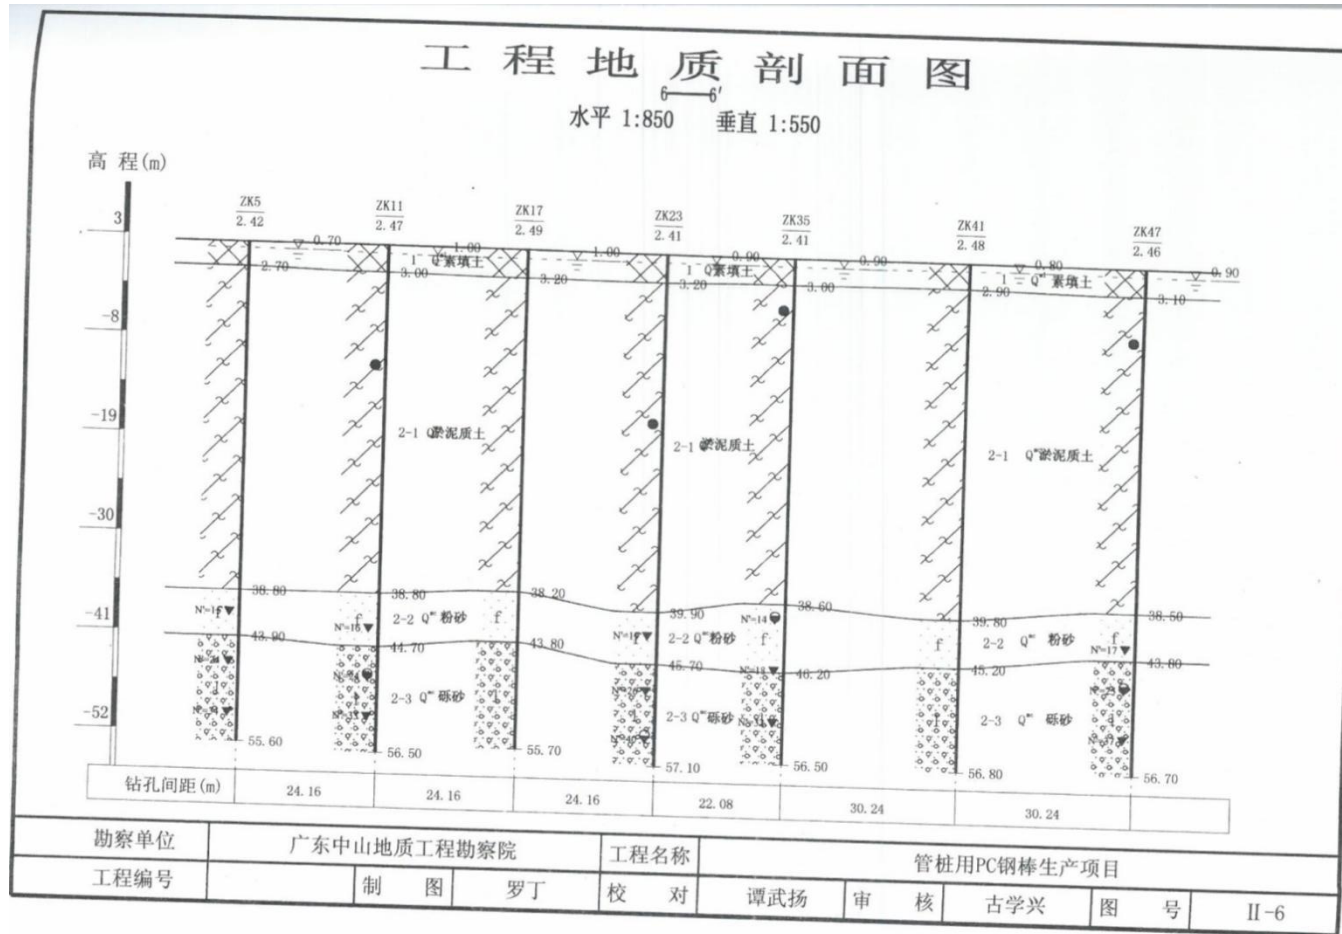 工程地质剖面图
6 6'
水平 1:850 垂直 1:550
高 程(m)
ZK5 ZK11 ZK17 ZK23 ZK35 ZK41 ZK47
2.42 2.47 2.49 2.41 2.41 2.48 2.46
3
0.70 1.00 1.00 0.90 0.90 0.80 0.90
1 素填土 1 素填土 1 素填土
2.70 3.00 3.20 3.20 3.00 2.90 3.10
-8
-19
2-1 淤泥质土 2-1 淤泥质土 2-1 淤泥质土
-30
38.80 38.80 38.20 39.90 38.60 39.80 38.50
-41
f f f f f f f
2-2 粉砂 2-2 粉砂 2-2 粉砂
43.90 44.70 43.80 45.70 46.20 45.20 43.80
2-3 砾砂 2-3 砾砂 2-3 砾砂
-52
55.60 56.50 55.70 57.10 56.50 56.80 56.70
钻孔间距(m) 24.16 24.16 24.16 22.08 30.24 30.24
勘察单位 广东中山地质工程勘察院 工程名称 管桩用PC钢棒生产项目
工程编号 制 图 罗丁 校 对 谭武扬 审 核 古学兴 图 号 II-6